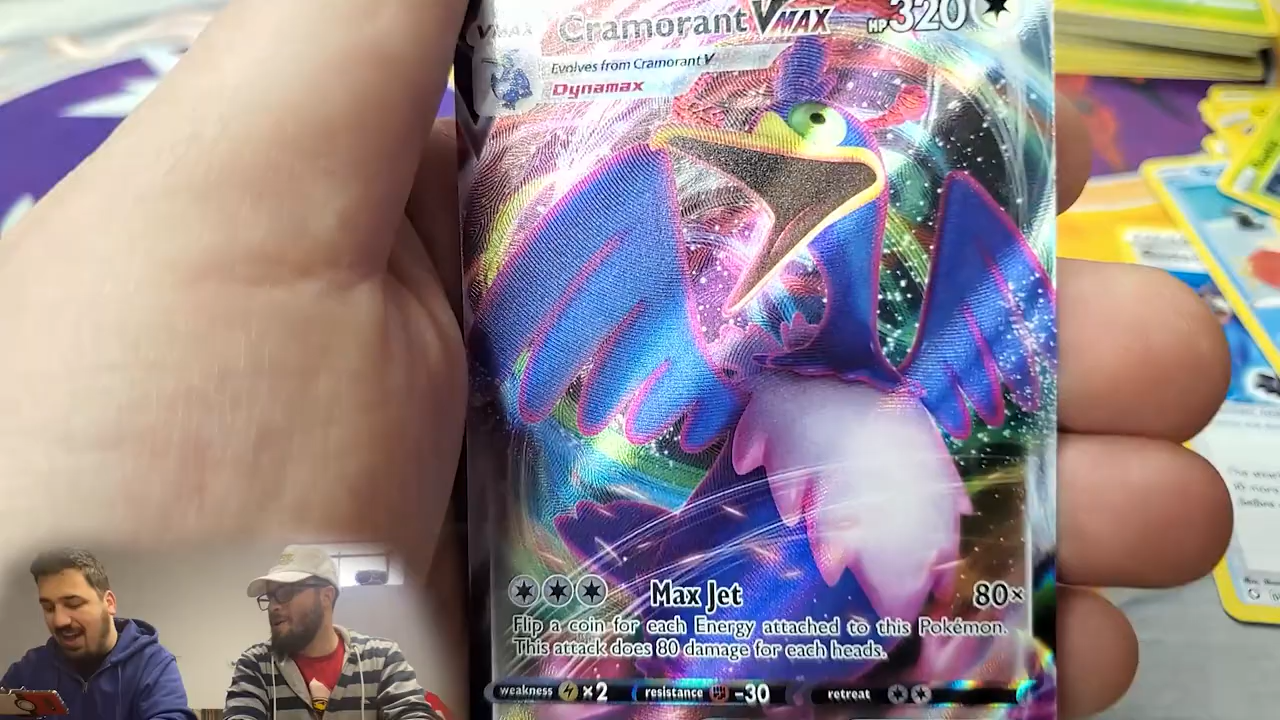 VMAX Cramorant VMAX HP 320
Evolves from Cramorant V
Dynamax
Max Jet 80×
Flip a coin for each Energy attached to this Pokémon.
This attack does 80 damage for each heads.
weakness ×2 resistance -30 retreat